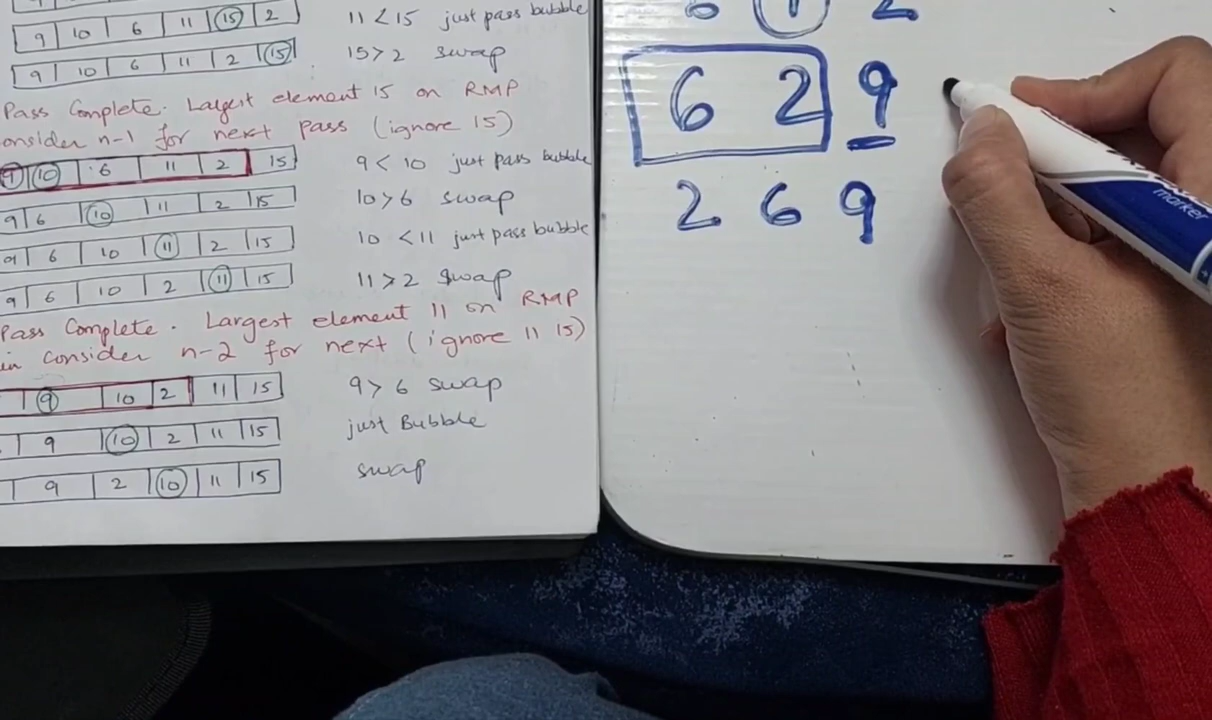 9 10 6 11 15 2 11 < 15 just pass bubble
9 10 6 11 2 15 15 > 2 swap
Pass Complete. Largest element 15 on RMP
onsider n-1 for next pass (ignore 15)
9 10 6 11 2 15 9 < 10 just pass bubble
9 6 10 11 2 15 10 > 6 swap
9 6 10 11 2 15 10 < 11 just pass bubble
9 6 10 2 11 15 11 > 2 swap
Pass Complete. Largest element 11 on RMP
in consider n-2 for next (ignore 11 15)
9 10 2 11 15 9 > 6 swap
9 10 2 11 15 just Bubble
9 2 10 11 15 swap
2
6 2 9
2 6 9
marker